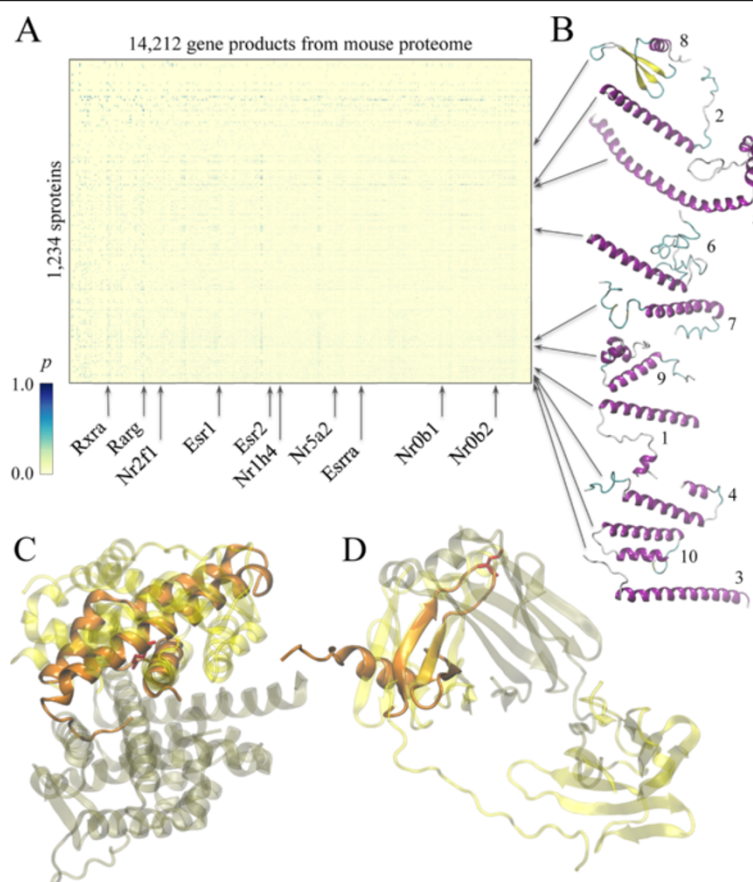 A
B
14,212 gene products from mouse proteome
1,234 sproteins
p
1.0
0.0
Rxra
Rarg
Nr2f1
Esr1
Esr2
Nr1h4
Nr5a2
Esrra
Nr0b1
Nr0b2
8
2
6
7
9
1
4
10
3
C
D